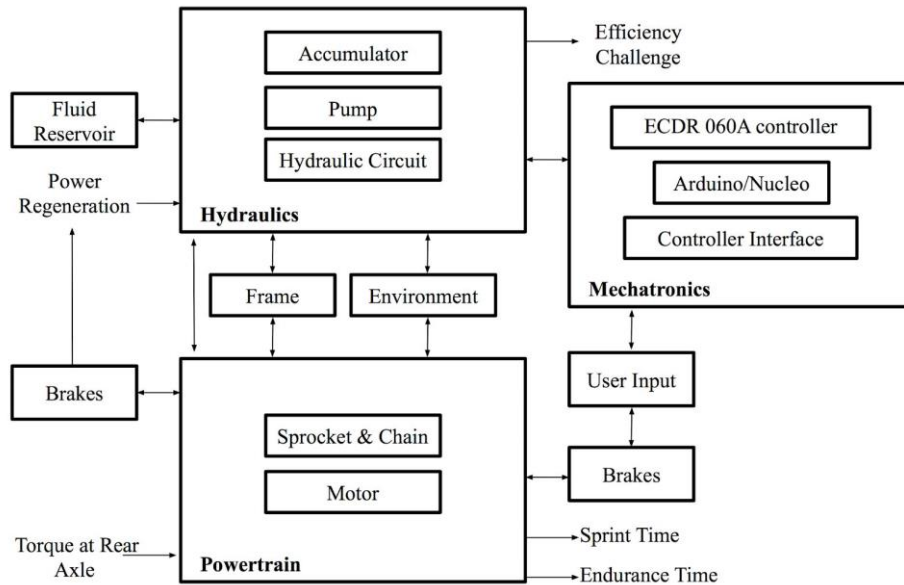 Efficiency
Challenge
Accumulator
Pump
Hydraulic Circuit
Hydraulics
Fluid
Reservoir
Power
Regeneration
ECDR 060A controller
Arduino/Nucleo
Controller Interface
Mechatronics
Frame
Environment
Brakes
User Input
Sprocket & Chain
Motor
Powertrain
Brakes
Torque at Rear
Axle
Sprint Time
Endurance Time